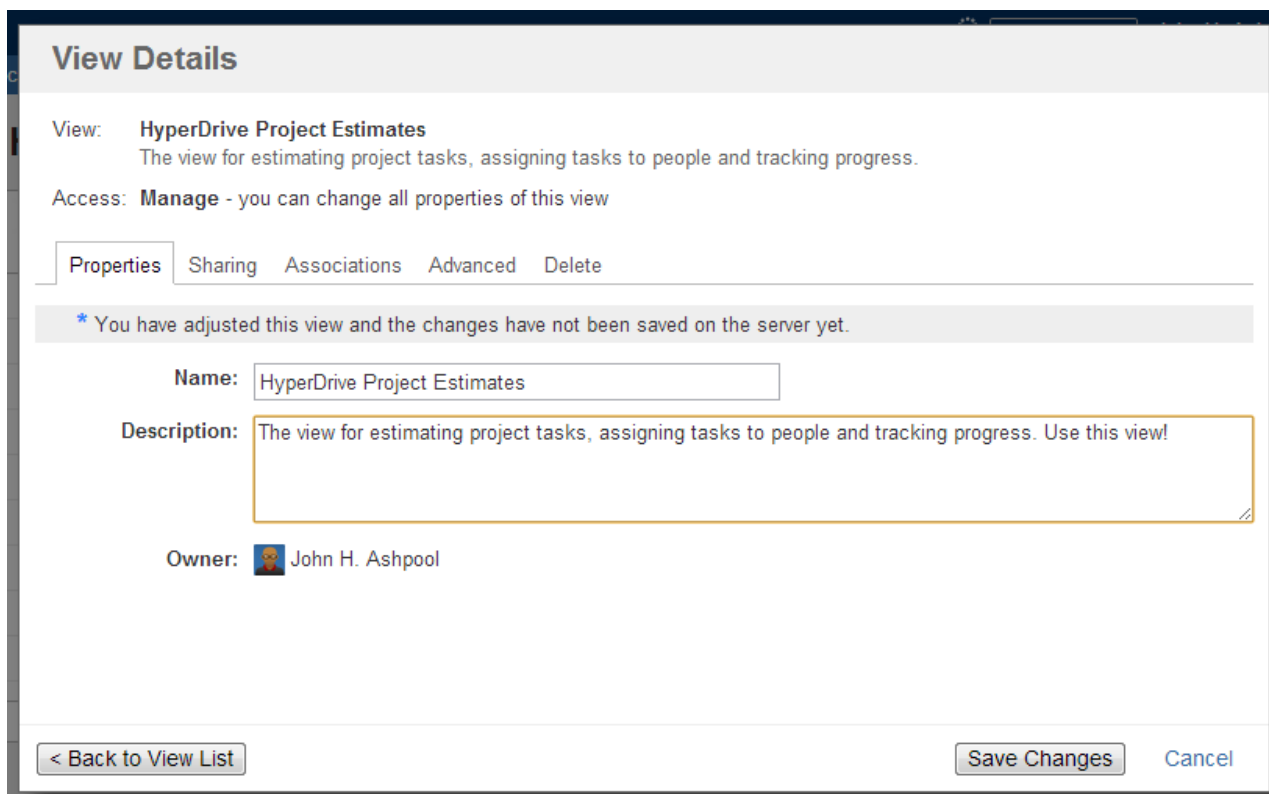 View Details
View: HyperDrive Project Estimates
The view for estimating project tasks, assigning tasks to people and tracking progress.
Access: Manage - you can change all properties of this view
Properties Sharing Associations Advanced Delete
* You have adjusted this view and the changes have not been saved on the server yet.
Name: HyperDrive Project Estimates
Description: The view for estimating project tasks, assigning tasks to people and tracking progress. Use this view!
Owner: John H. Ashpool
< Back to View List Save Changes Cancel